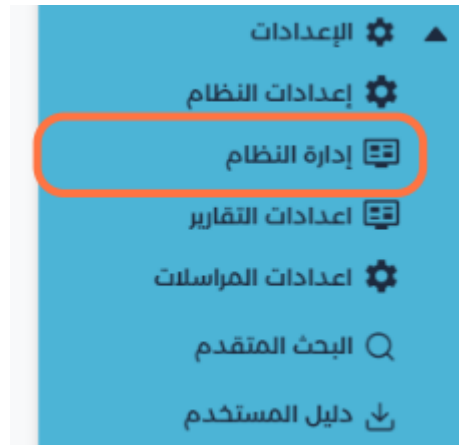 الإعدادات
إعدادات النظام
إدارة النظام
اعدادات التقارير
اعدادات المراسلات
البحث المتقدم
دليل المستخدم